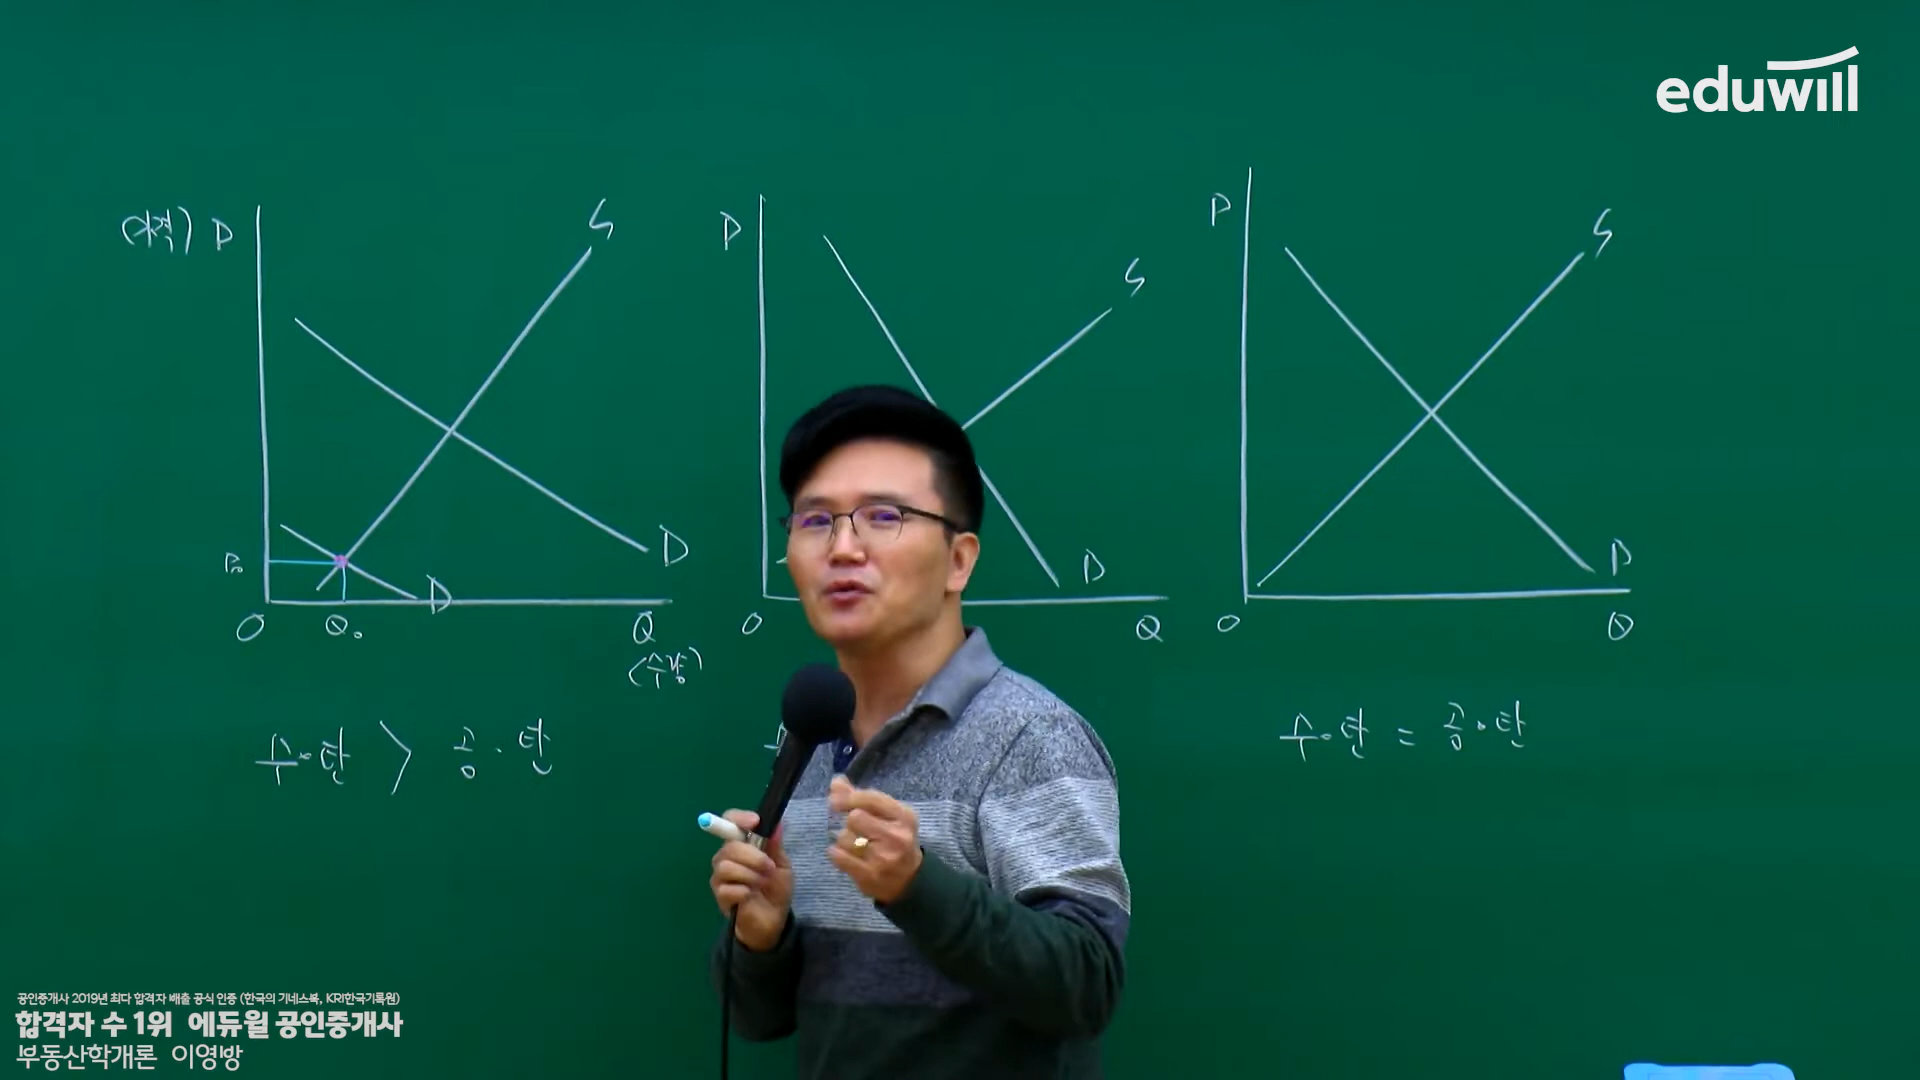 eduwill
(가격) P
S
D
P₀
D
O
Q₀
Q
(수량)
수·탄 > 공·탄
P
S
D
O
Q
P
S
D
O
Q
수·탄 = 공·탄
공인중개사 2019년 최다 합격자 배출 공식 인증 (한국의 기네스북, KRI한국기록원)
합격자 수 1위 에듀윌 공인중개사
부동산학개론 이영방